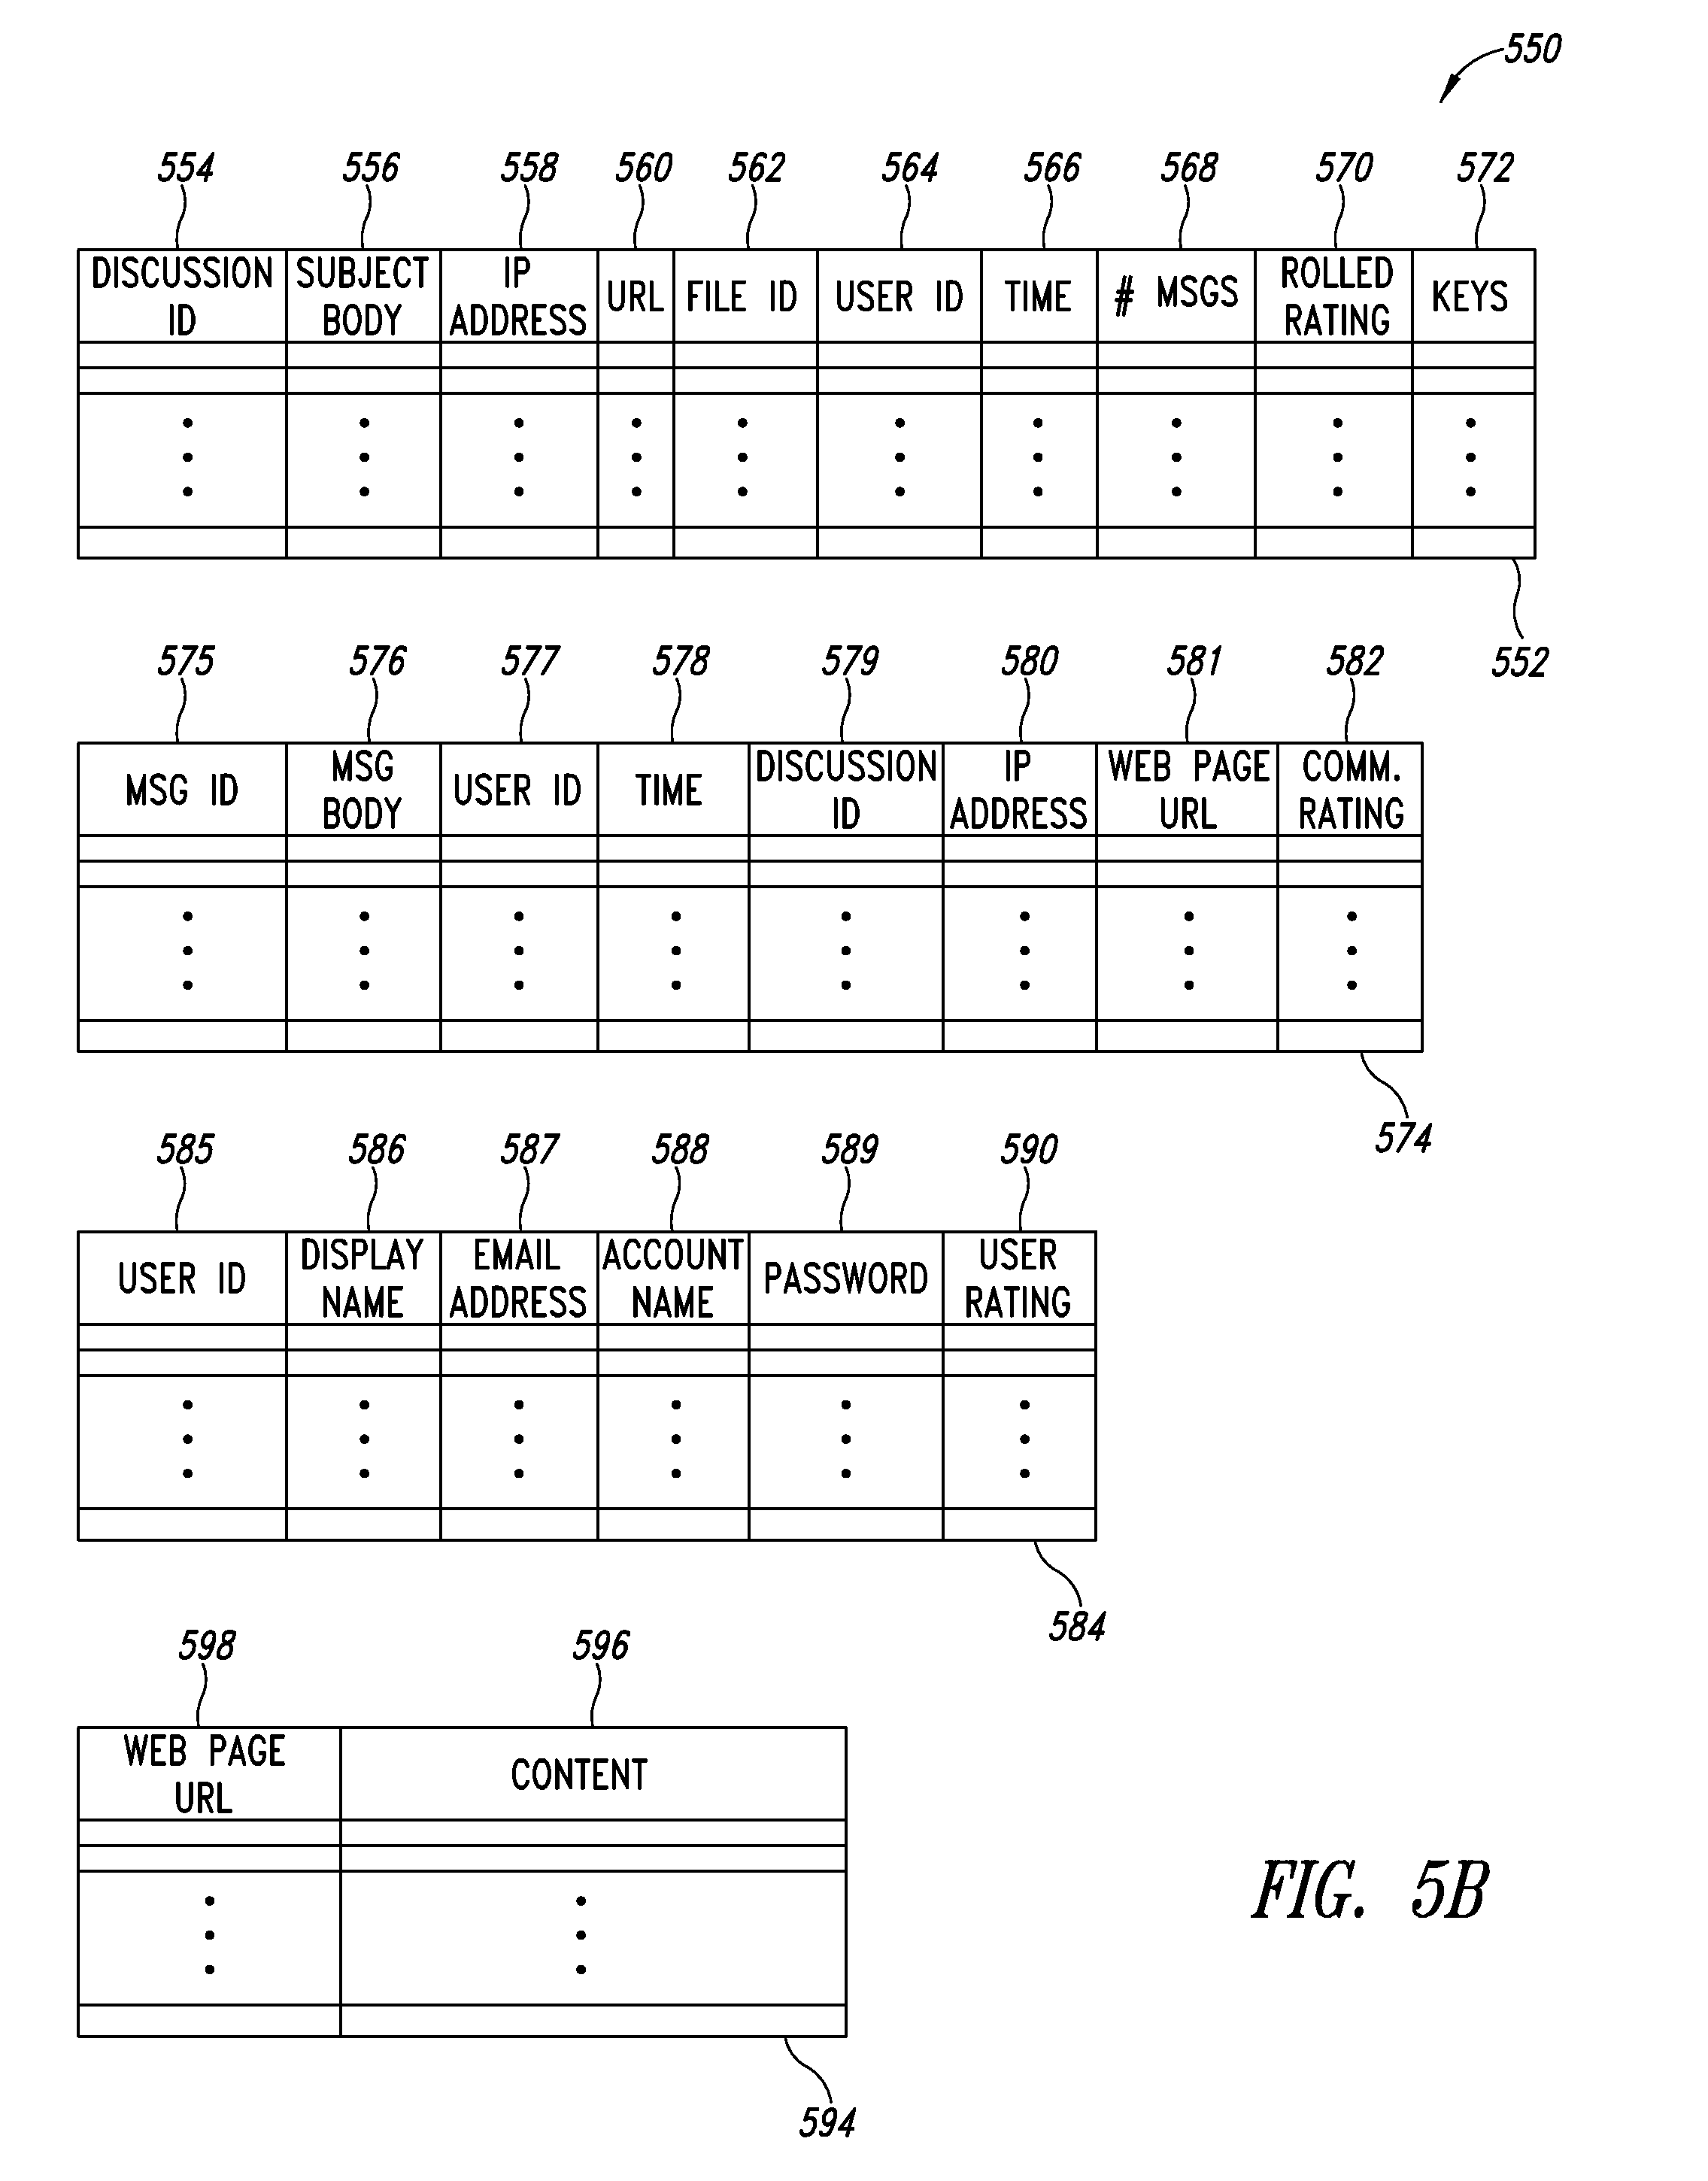 550
554 556 558 560 562 564 566 568 570 572
DISCUSSION ID SUBJECT BODY IP ADDRESS URL FILE ID USER ID TIME # MSGS ROLLED RATING KEYS
552
575 576 577 578 579 580 581 582
MSG ID MSG BODY USER ID TIME DISCUSSION ID IP ADDRESS WEB PAGE URL COMM. RATING
574
585 586 587 588 589 590
USER ID DISPLAY NAME EMAIL ADDRESS ACCOUNT NAME PASSWORD USER RATING
584
598 596
WEB PAGE URL CONTENT
594
FIG. 5B